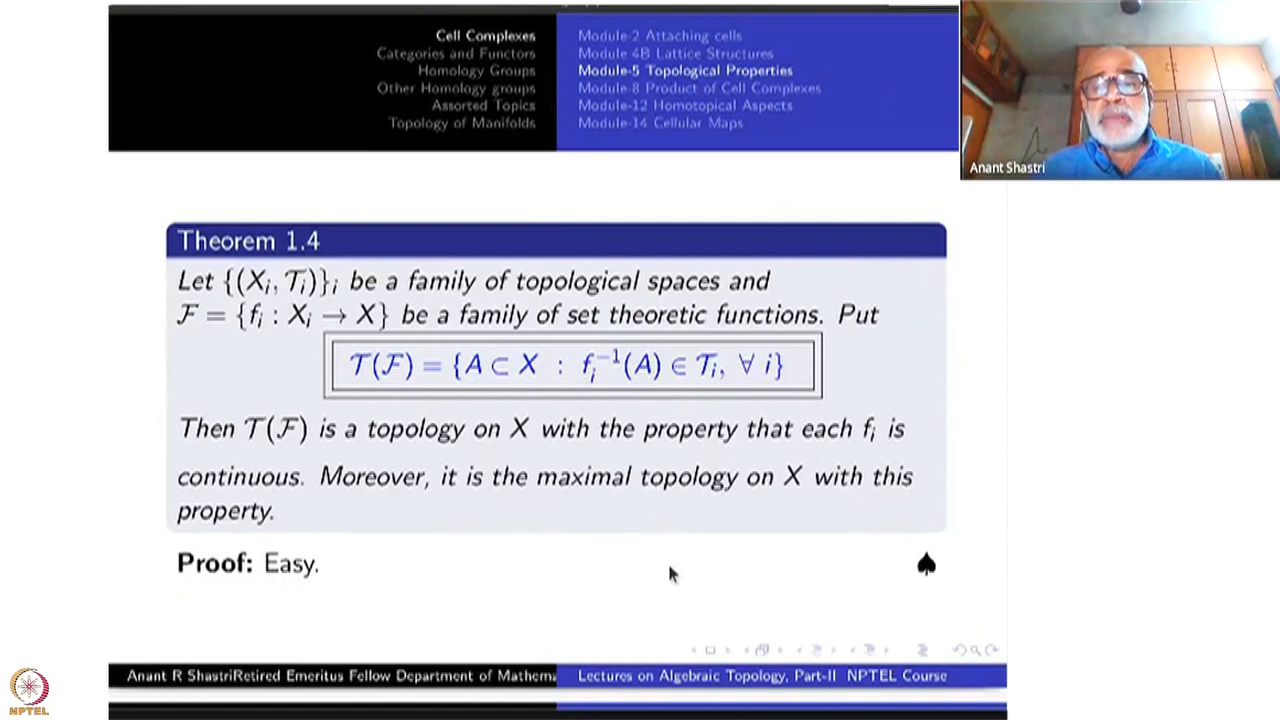 Cell Complexes
Categories and Functors
Homology Groups
Other Homology groups
Assorted Topics
Topology of Manifolds
Module-2 Attaching cells
Module 4B Lattice Structures
Module-5 Topological Properties
Module-8 Product of Cell Complexes
Module-12 Homotopical Aspects
Module-14 Cellular Maps
Anant Shastri
Theorem 1.4
Let {(Xᵢ, 𝒯ᵢ)}ᵢ be a family of topological spaces and
ℱ = {fᵢ : Xᵢ → X} be a family of set theoretic functions. Put
𝒯(ℱ) = {A ⊂ X : fᵢ⁻¹(A) ∈ 𝒯ᵢ, ∀ i}
Then 𝒯(ℱ) is a topology on X with the property that each fᵢ is
continuous. Moreover, it is the maximal topology on X with this
property.
Proof: Easy. ♠
Anant R ShastriRetired Emeritus Fellow Department of Mathema
Lectures on Algebraic Topology, Part-II NPTEL Course
NPTEL